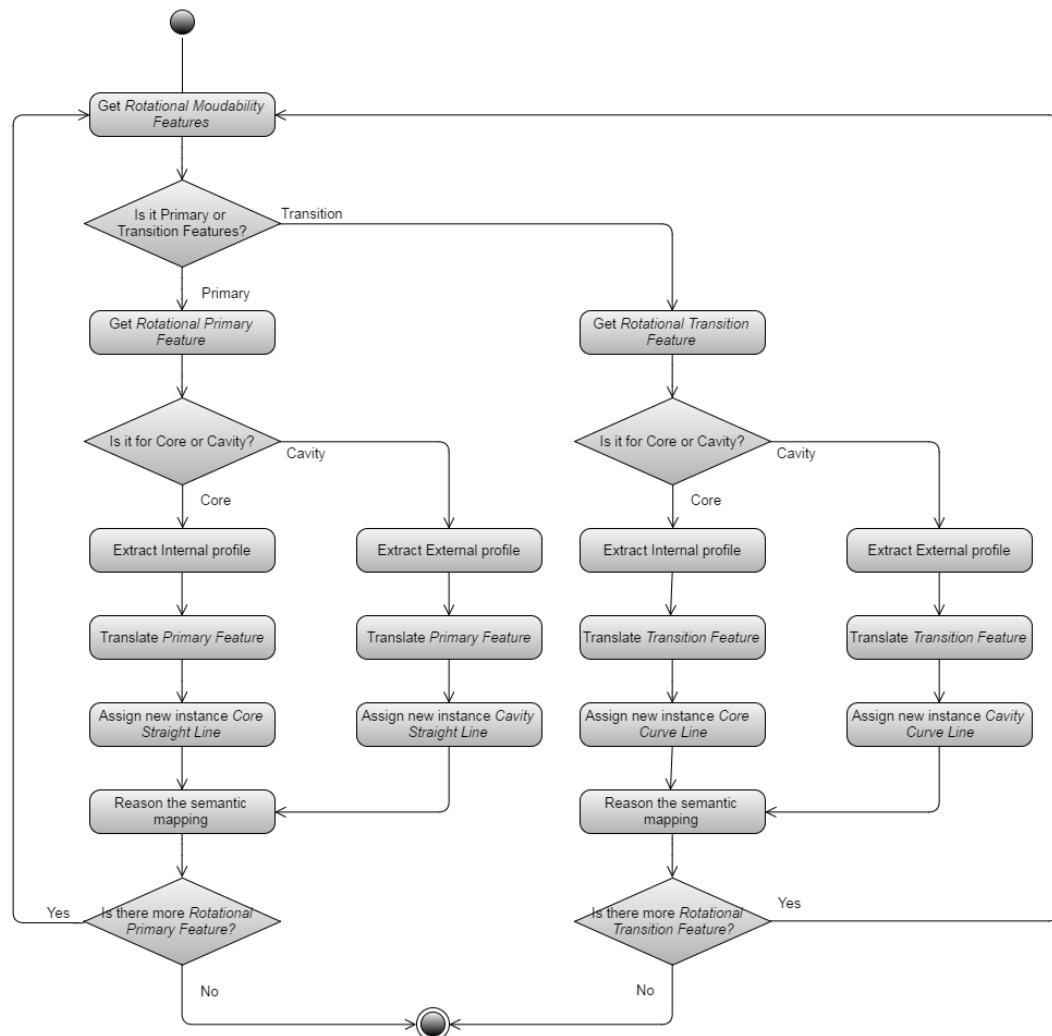 Get Rotational Moudability
Features
Is it Primary or
Transition Features?
Transition
Primary
Get Rotational Primary
Feature
Get Rotational Transition
Feature
Is it for Core or Cavity?
Cavity
Core
Is it for Core or Cavity?
Cavity
Core
Extract Internal profile
Extract External profile
Extract Internal profile
Extract External profile
Translate Primary Feature
Translate Primary Feature
Translate Transition Feature
Translate Transition Feature
Assign new instance Core
Straight Line
Assign new instance Cavity
Straight Line
Assign new instance Core
Curve Line
Assign new instance Cavity
Curve Line
Reason the semantic
mapping
Reason the semantic
mapping
Yes
Is there more Rotational
Primary Feature?
No
Is there more Rotational
Transition Feature?
Yes
No